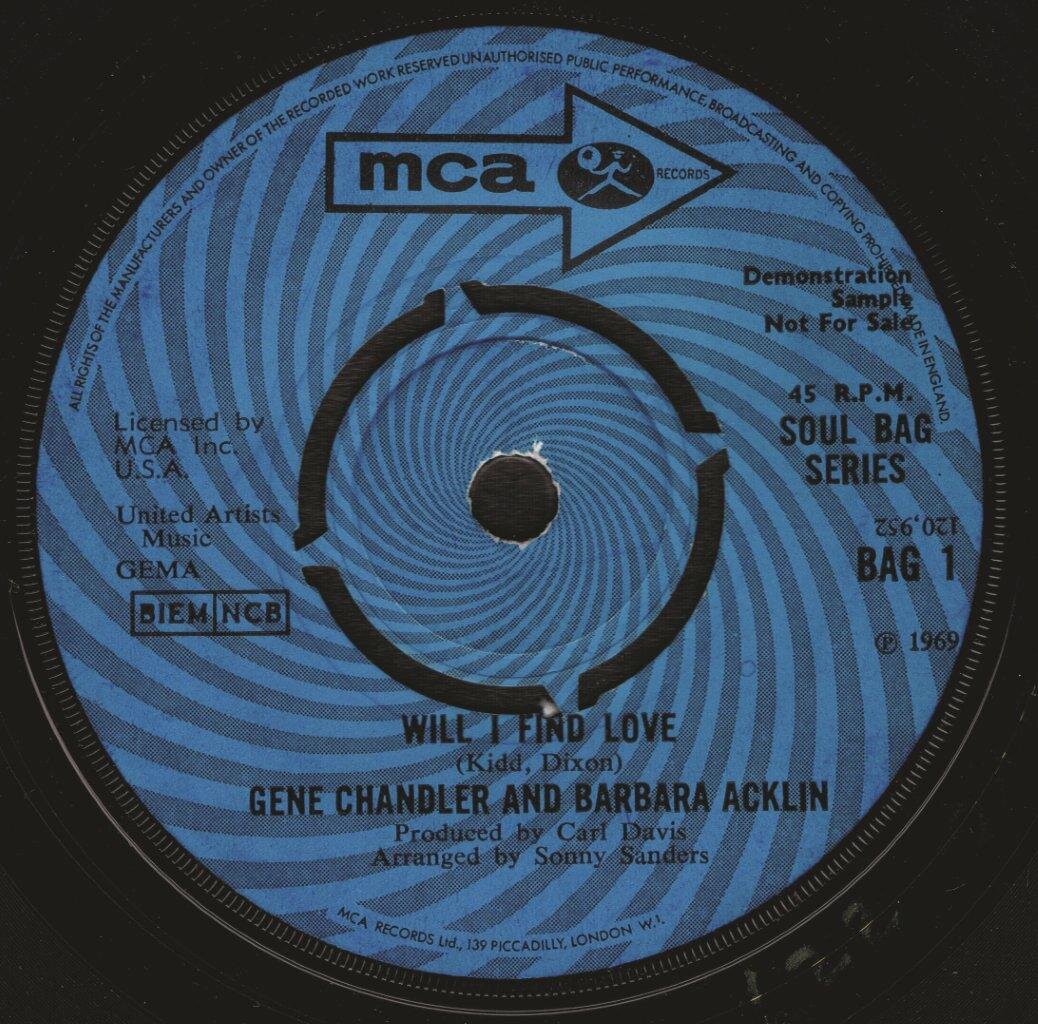 ALL RIGHTS OF THE MANUFACTURERS AND OWNER OF THE RECORDED WORK RESERVED UNAUTHORISED PUBLIC PERFORMANCE, BROADCASTING AND COPYING PROHIBITED. MADE IN ENGLAND.
mca RECORDS
Demonstration
Sample
Not For Sale
45 R.P.M.
SOUL BAG
SERIES
120,952
BAG 1
℗ 1969
Licensed by
MCA Inc.
U.S.A.
United Artists
Music
GEMA
BIEM NCB
WILL I FIND LOVE
(Kidd, Dixon)
GENE CHANDLER AND BARBARA ACKLIN
Produced by Carl Davis
Arranged by Sonny Sanders
MCA RECORDS Ltd., 139 PICCADILLY, LONDON W.1.